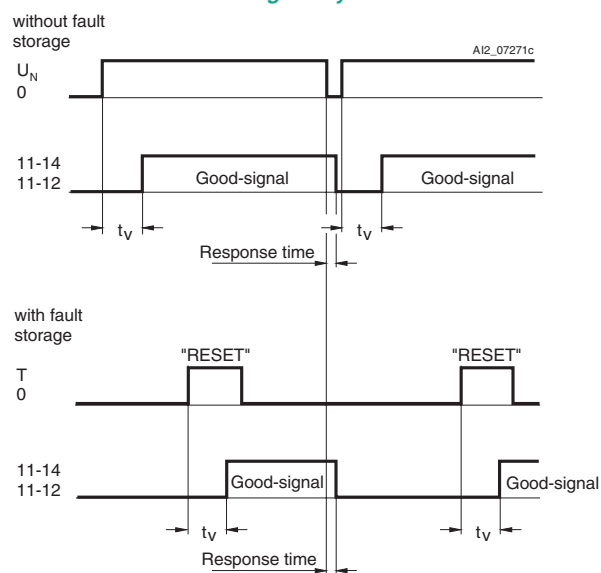 without fault
storage
AI2_07271c
U_N
0
11-14
11-12
Good-signal
Good-signal
t_v
t_v
Response time
with fault
storage
"RESET"
"RESET"
T
0
11-14
11-12
Good-signal
Good-signal
t_v
t_v
Response time